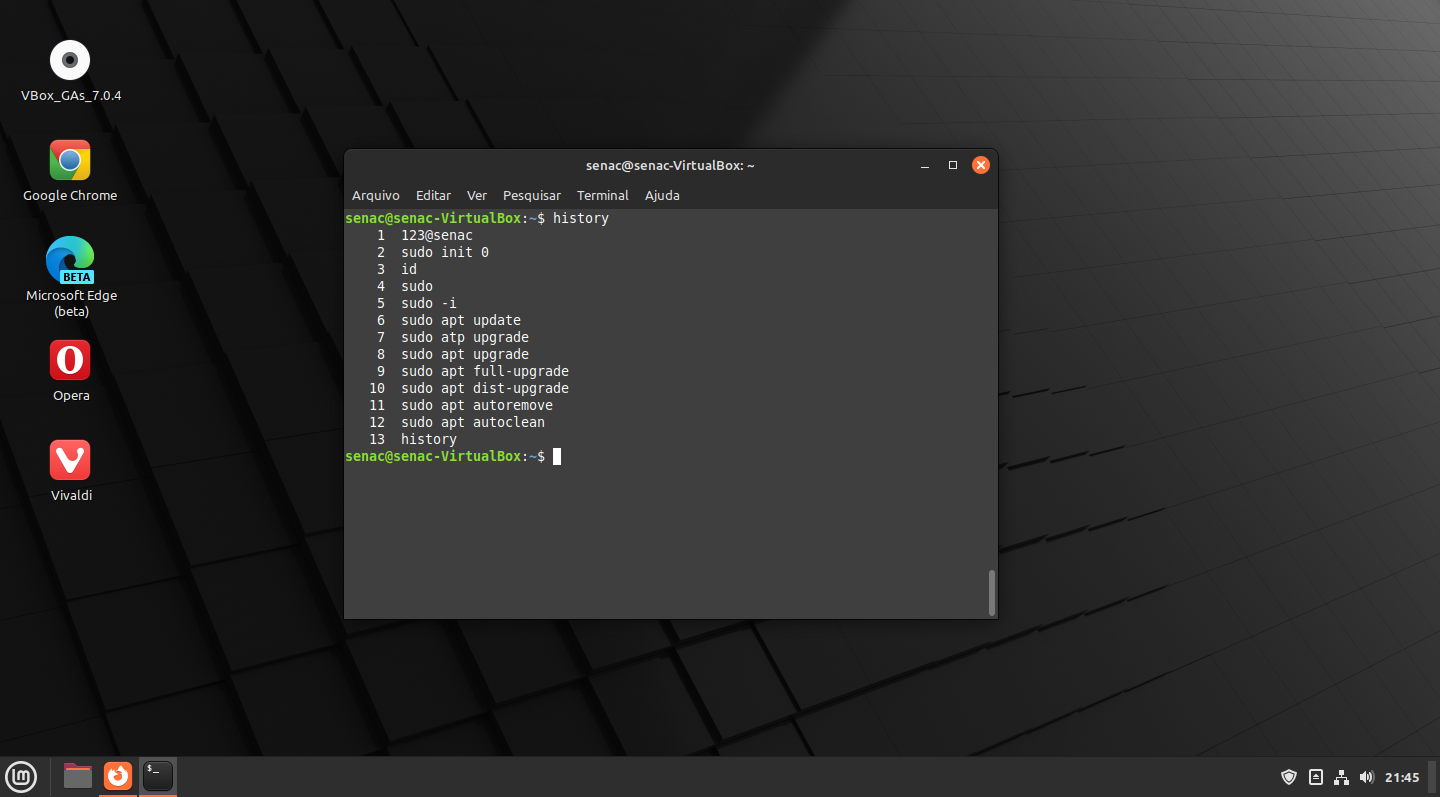 VBox_GAs_7.0.4
Google Chrome
BETA
Microsoft Edge
(beta)
Opera
Vivaldi
senac@senac-VirtualBox: ~
Arquivo Editar Ver Pesquisar Terminal Ajuda
senac@senac-VirtualBox:~$ history
1 123@senac
2 sudo init 0
3 id
4 sudo
5 sudo -i
6 sudo apt update
7 sudo atp upgrade
8 sudo apt upgrade
9 sudo apt full-upgrade
10 sudo apt dist-upgrade
11 sudo apt autoremove
12 sudo apt autoclean
13 history
senac@senac-VirtualBox:~$
$_
21:45